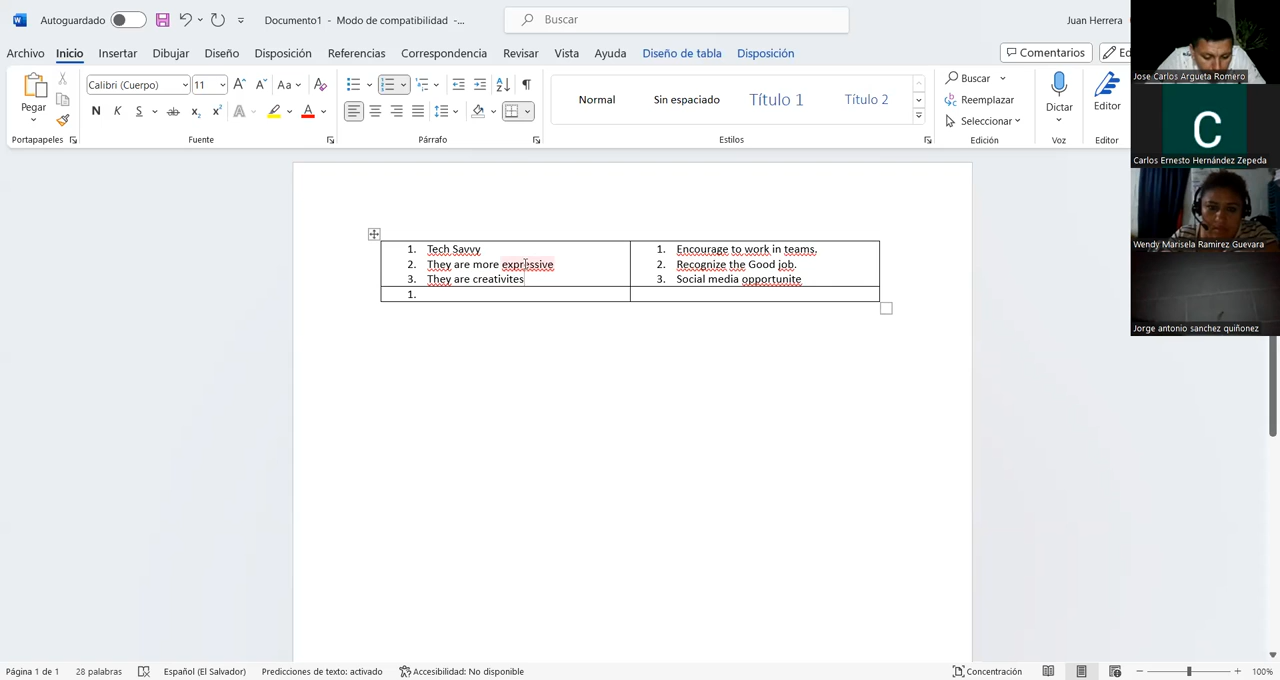 Autoguardado
Documento1 - Modo de compatibilidad -...
Buscar
Juan Herrera
Archivo Inicio Insertar Dibujar Diseño Disposición Referencias Correspondencia Revisar Vista Ayuda Diseño de tabla Disposición
Comentarios
Ed
Pegar
Portapapeles
Calibri (Cuerpo) 11
Fuente
Párrafo
Normal Sin espaciado Título 1 Título 2
Estilos
Buscar
Reemplazar
Seleccionar
Edición
Dictar
Voz
Editor
Editor
Jose Carlos Argueta Romero
C
Carlos Ernesto Hernández Zepeda
Wendy Marisela Ramirez Guevara
Jorge antonio sanchez quiñonez
1. Tech Savvy
2. They are more expressive
3. They are creativites
1.
1. Encourage to work in teams.
2. Recognize the Good job.
3. Social media opportunite
Página 1 de 1 28 palabras Español (El Salvador) Predicciones de texto: activado Accesibilidad: No disponible Concentración 100%